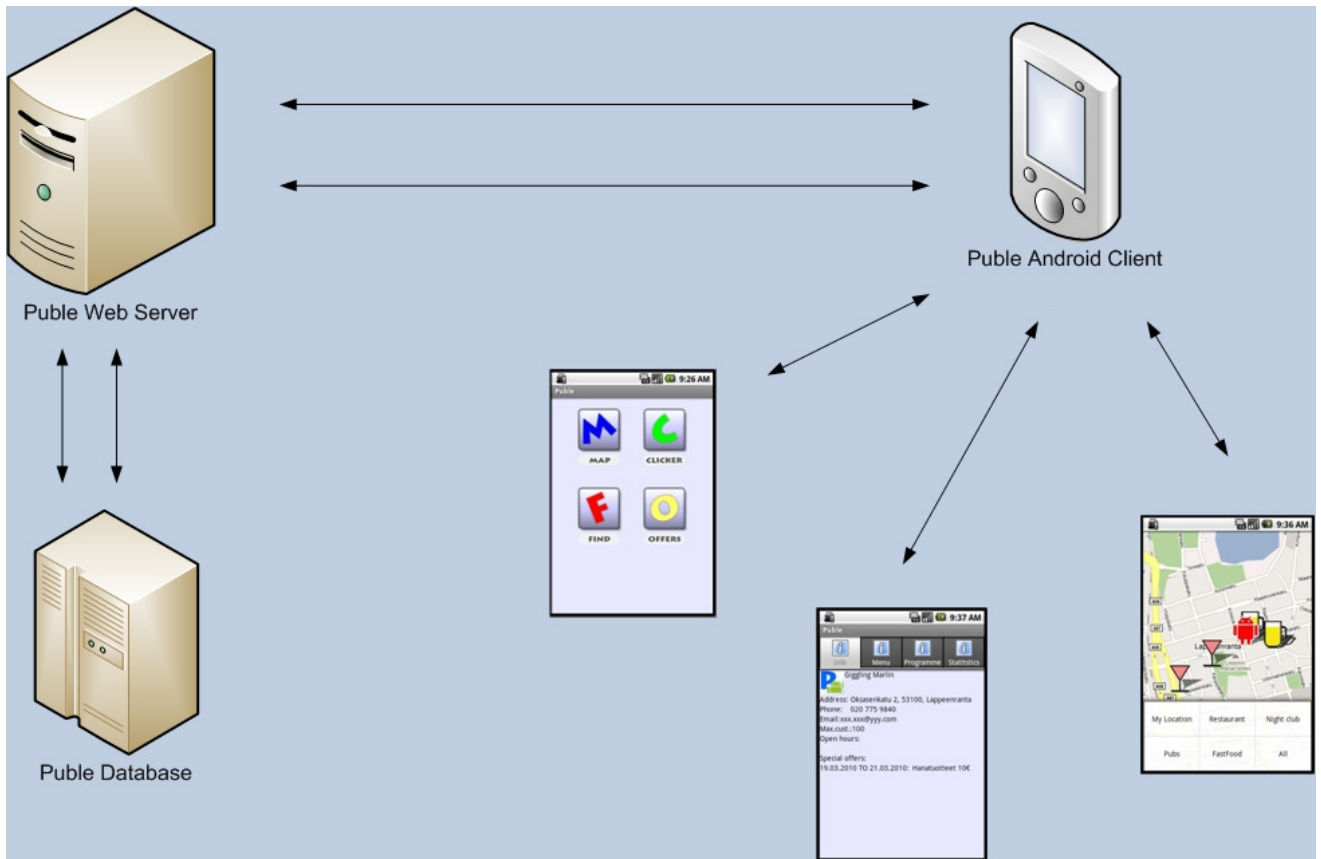 Puble Web Server
Puble Android Client
Puble Database
9:26 AM
Puble
M
C
MAP
CLICKER
F
O
FIND
OFFERS
9:37 AM
Puble
Info
Menu
Programme
Statitstics
Giggling Marlin
Address: Oksasenkatu 2, 53100, Lappeenranta
Phone: 020 775 9840
Email:xxx.xxx@yyy.com
Max.cust.:100
Open hours:
Special offers:
19.03.2010 TO 21.03.2010: Hanatuotteet 10€
9:36 AM
My Location
Restaurant
Night club
Pubs
FastFood
All